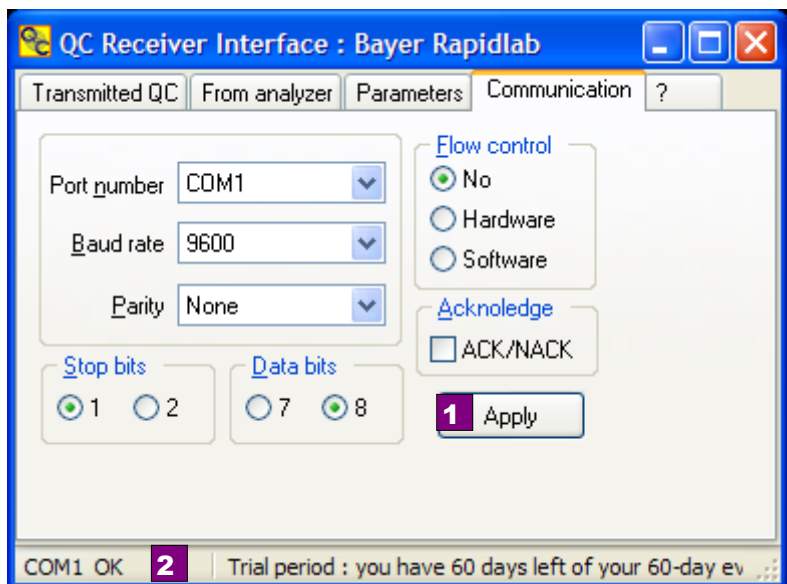 QC Receiver Interface : Bayer Rapidlab
Transmitted QC From analyzer Parameters Communication ?
Port number COM1
Baud rate 9600
Parity None
Flow control
No
Hardware
Software
Acknoledge
ACK/NACK
Stop bits
1 2
Data bits
7 8
1 Apply
COM1 OK 2 Trial period : you have 60 days left of your 60-day ev